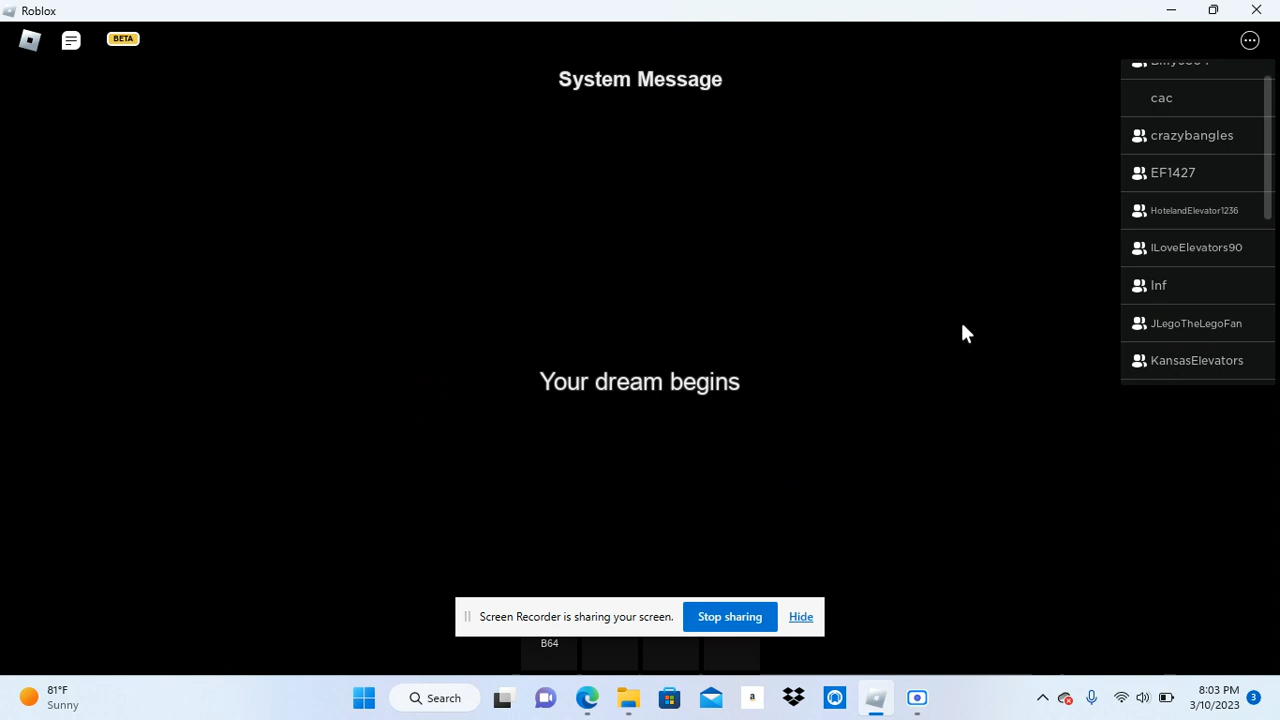 Roblox
BETA
System Message
cac
crazybangles
EF1427
HotelandElevator1236
ILoveElevators90
Inf
JLegoTheLegoFan
KansasElevators
Your dream begins
Screen Recorder is sharing your screen. Stop sharing Hide
B64
81°F
Sunny
Search
a
8:03 PM
3/10/2023
3